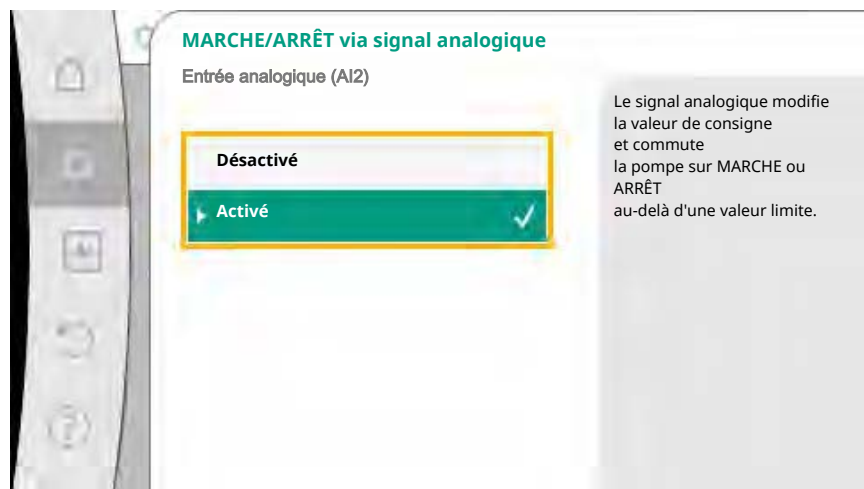 MARCHE/ARRÊT via signal analogique
Entrée analogique (AI2)
Désactivé
Activé
Le signal analogique modifie
la valeur de consigne
et commute
la pompe sur MARCHE ou
ARRÊT
au-delà d'une valeur limite.